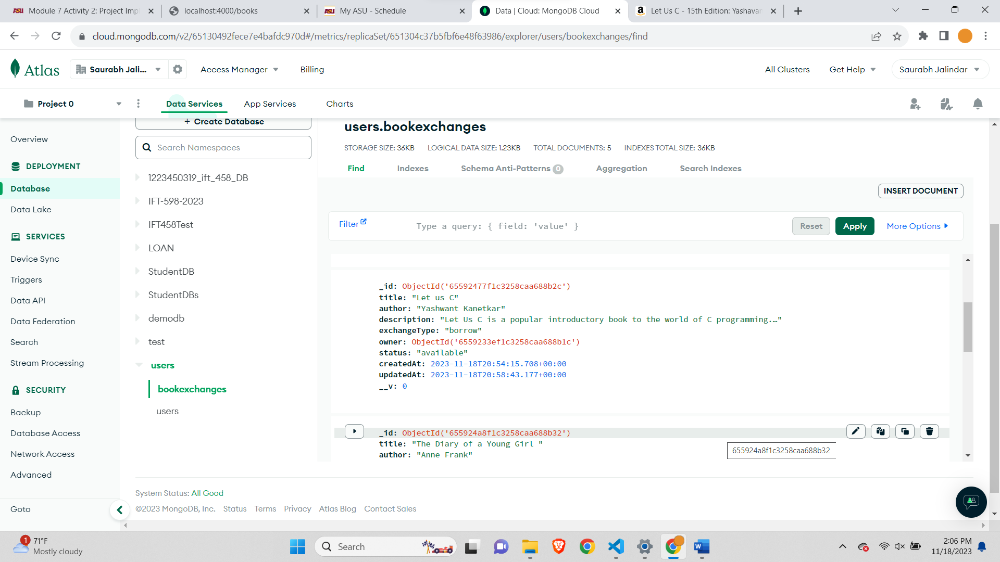 Module 7 Activity 2: Project Impl
localhost:4000/books
My ASU - Schedule
Data | Cloud: MongoDB Cloud
Let Us C - 15th Edition: Yashavan
cloud.mongodb.com/v2/65130492fece7e4bafdc970d#/metrics/replicaSet/651304c37b5fbf6e48f63986/explorer/users/bookexchanges/find
Atlas
Saurabh Jali...
Access Manager
Billing
All Clusters
Get Help
Saurabh Jalindar
Project 0
Data Services
App Services
Charts
Overview
DEPLOYMENT
Database
Data Lake
SERVICES
Device Sync
Triggers
Data API
Data Federation
Search
Stream Processing
SECURITY
Backup
Database Access
Network Access
Advanced
Goto
+ Create Database
Search Namespaces
1223450319_ift_458_DB
IFT-598-2023
IFT458Test
LOAN
StudentDB
StudentDBs
demodb
test
users
bookexchanges
users
users.bookexchanges
STORAGE SIZE: 36KB LOGICAL DATA SIZE: 1.23KB TOTAL DOCUMENTS: 5 INDEXES TOTAL SIZE: 36KB
Find Indexes Schema Anti-Patterns 0 Aggregation Search Indexes
INSERT DOCUMENT
Filter Type a query: { field: 'value' } Reset Apply More Options
_id: ObjectId('65592477f1c3258caa688b2c')
title: "Let us C"
author: "Yashwant Kanetkar"
description: "Let Us C is a popular introductory book to the world of C programming.…"
exchangeType: "borrow"
owner: ObjectId('6559233ef1c3258caa688b1c')
status: "available"
createdAt: 2023-11-18T20:54:15.708+00:00
updatedAt: 2023-11-18T20:58:43.177+00:00
__v: 0
_id: ObjectId('655924a8f1c3258caa688b32')
title: "The Diary of a Young Girl "
author: "Anne Frank"
655924a8f1c3258caa688b32
System Status: All Good
©2023 MongoDB, Inc. Status Terms Privacy Atlas Blog Contact Sales
1
71°F
Mostly cloudy
Search
2:06 PM
11/18/2023